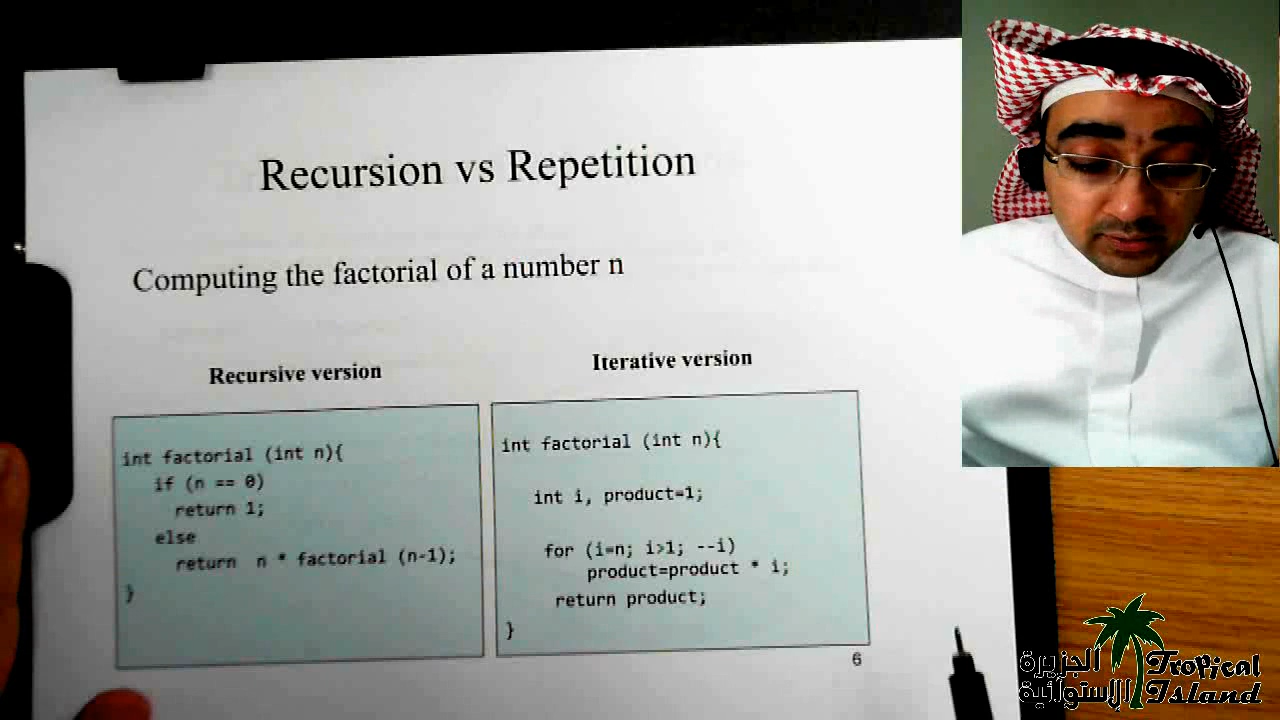 Recursion vs Repetition
Computing the factorial of a number n
Recursive version
int factorial (int n){
if (n == 0)
return 1;
else
return n * factorial (n-1);
}
Iterative version
int factorial (int n){
int i, product=1;
for (i=n; i>1; --i)
product=product * i;
return product;
}
6
الجزيرة
الإستوائية
Tropical
Island